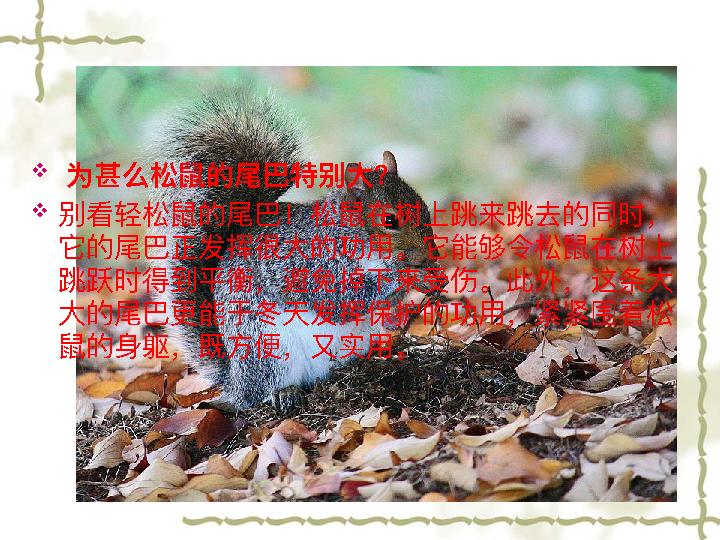 为甚么松鼠的尾巴特别大?
别看轻松鼠的尾巴！松鼠在树上跳来跳去的同时，
它的尾巴正发挥很大的功用。它能够令松鼠在树上
跳跃时得到平衡，避免掉下来受伤。此外，这条大
大的尾巴更能于冬天发挥保护的功用，紧紧围着松
鼠的身躯，既方便，又实用。